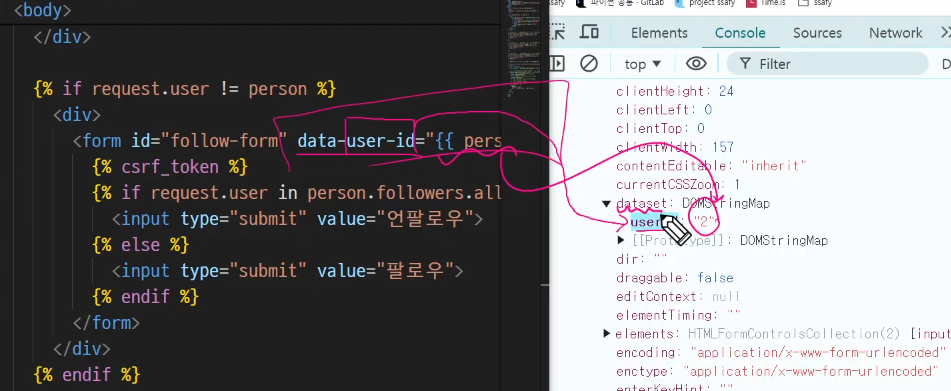 <body>
</div>
{% if request.user != person %}
<div>
<form id="follow-form" data-user-id="{{ pers
{% csrf_token %}
{% if request.user in person.followers.all
<input type="submit" value="언팔로우">
{% else %}
<input type="submit" value="팔로우">
{% endif %}
</form>
</div>
{% endif %}
파이썬 공통 · GitLab
project ssafy
Time.is
ssafy
Elements Console Sources Network
top Filter
clientHeight: 24
clientLeft: 0
clientTop: 0
clientWidth: 157
contentEditable: "inherit"
currentCSSZoom: 1
dataset: DOMStringMap
user : "2"
[[Prototype]]: DOMStringMap
dir: ""
draggable: false
editContext: null
elementTiming: ""
elements: HTMLFormControlsCollection(2) [input
encoding: "application/x-www-form-urlencoded"
enctype: "application/x-www-form-urlencoded"
enterKeyHint: ""